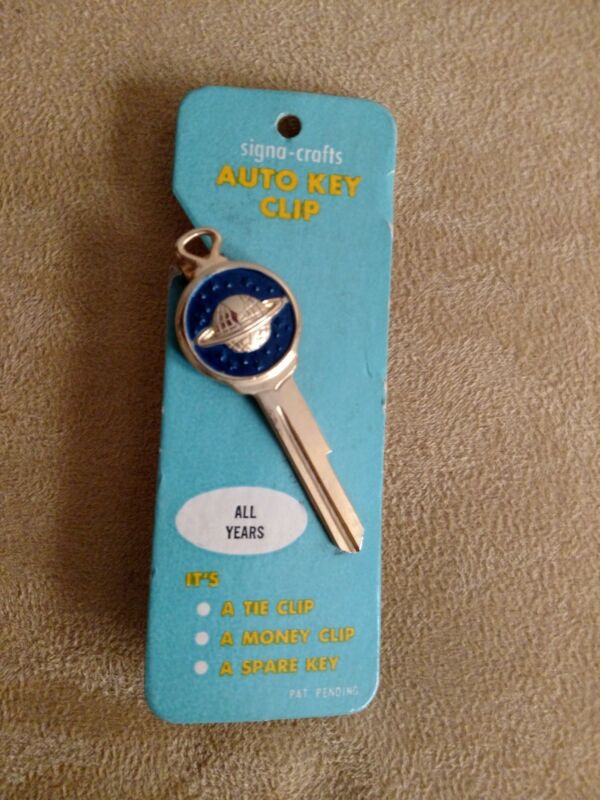 signa-crafts
AUTO KEY
CLIP
ALL
YEARS
IT'S
A TIE CLIP
A MONEY CLIP
A SPARE KEY
PAT. PENDING